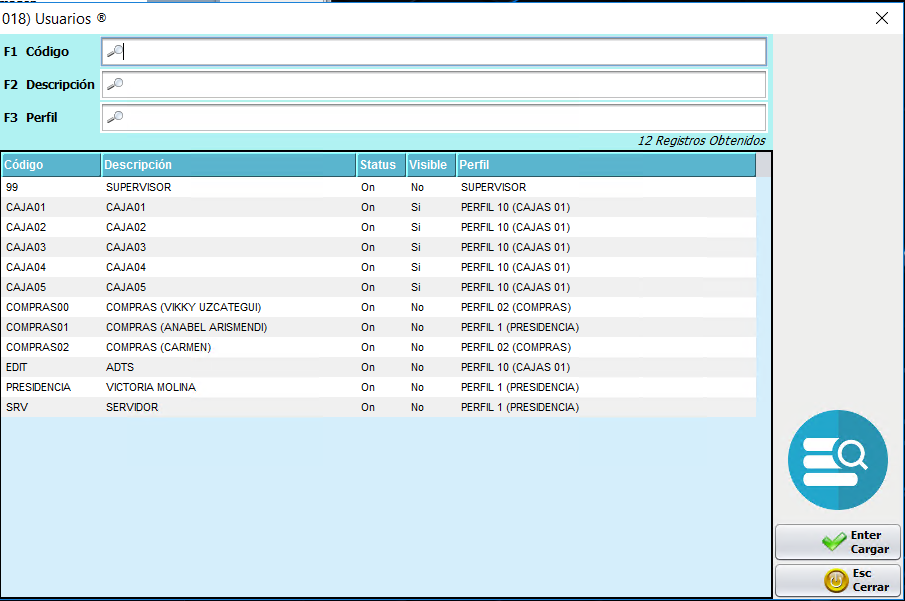 018) Usuarios ®
F1 Código
F2 Descripción
F3 Perfil
12 Registros Obtenidos
Código Descripción Status Visible Perfil
99 SUPERVISOR On No SUPERVISOR
CAJA01 CAJA01 On Si PERFIL 10 (CAJAS 01)
CAJA02 CAJA02 On Si PERFIL 10 (CAJAS 01)
CAJA03 CAJA03 On Si PERFIL 10 (CAJAS 01)
CAJA04 CAJA04 On Si PERFIL 10 (CAJAS 01)
CAJA05 CAJA05 On Si PERFIL 10 (CAJAS 01)
COMPRAS00 COMPRAS (VIKKY UZCATEGUI) On No PERFIL 02 (COMPRAS)
COMPRAS01 COMPRAS (ANABEL ARISMENDI) On No PERFIL 1 (PRESIDENCIA)
COMPRAS02 COMPRAS (CARMEN) On No PERFIL 02 (COMPRAS)
EDIT ADTS On No PERFIL 10 (CAJAS 01)
PRESIDENCIA VICTORIA MOLINA On No PERFIL 1 (PRESIDENCIA)
SRV SERVIDOR On No PERFIL 1 (PRESIDENCIA)
Enter
Cargar
Esc
Cerrar